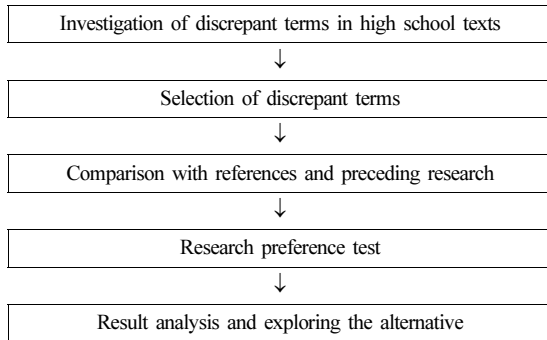 Investigation of discrepant terms in high school texts
↓
Selection of discrepant terms
↓
Comparison with references and preceding research
↓
Research preference test
↓
Result analysis and exploring the alternative